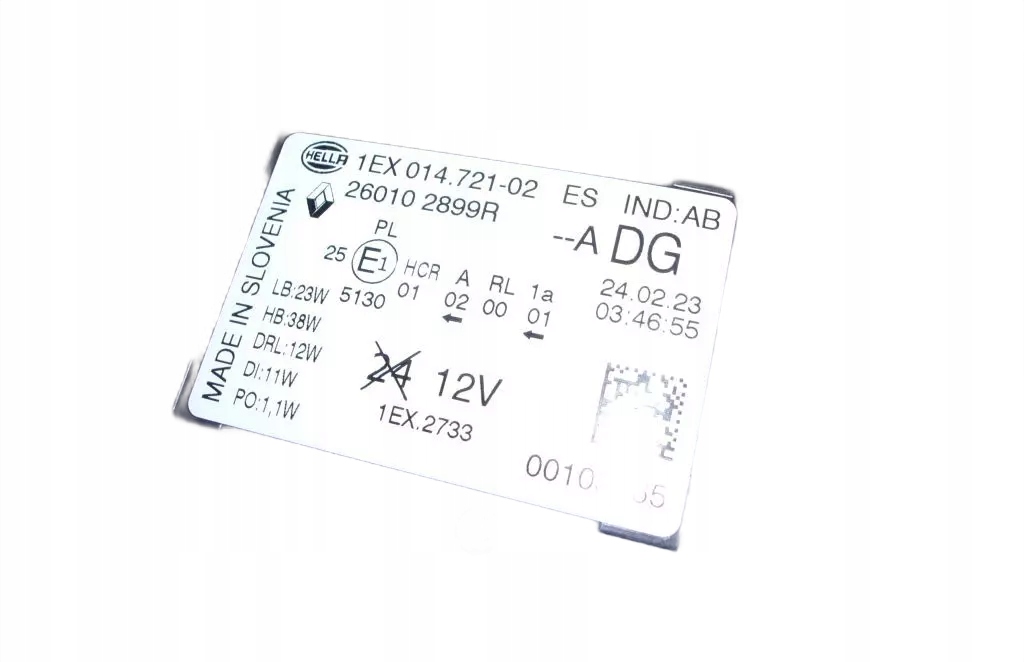 HELLA 1EX 014.721-02 ES IND:AB
26010 2899R --A DG
PL
25 E1 HCR A RL 1a 24.02.23
5130 01 02 00 01 03:46:55
MADE IN SLOVENIA
LB:23W
HB:38W
DRL:12W
DI:11W
PO:1,1W
24 12V
1EX.2733